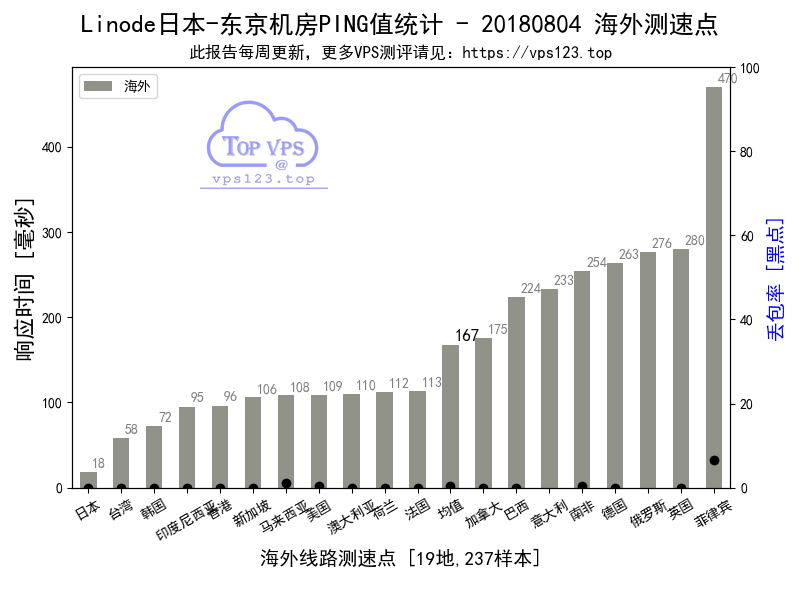 Linode日本-东京机房PING值统计 - 20180804 海外测速点
此报告每周更新，更多VPS测评请见：https://vps123.top
海外
TOP VPS
@
vps123.top
响应时间 [毫秒]
400
300
200
100
0
100
80
60
40
20
0
丢包率 [黑点]
18
58
72
95
96
106
108
109
110
112
113
167
175
224
233
254
263
276
280
470
日本
台湾
韩国
印度尼西亚
香港
新加坡
马来西亚
美国
澳大利亚
荷兰
法国
均值
加拿大
巴西
意大利
南非
德国
俄罗斯
英国
菲律宾
海外线路测速点 [19地,237样本]